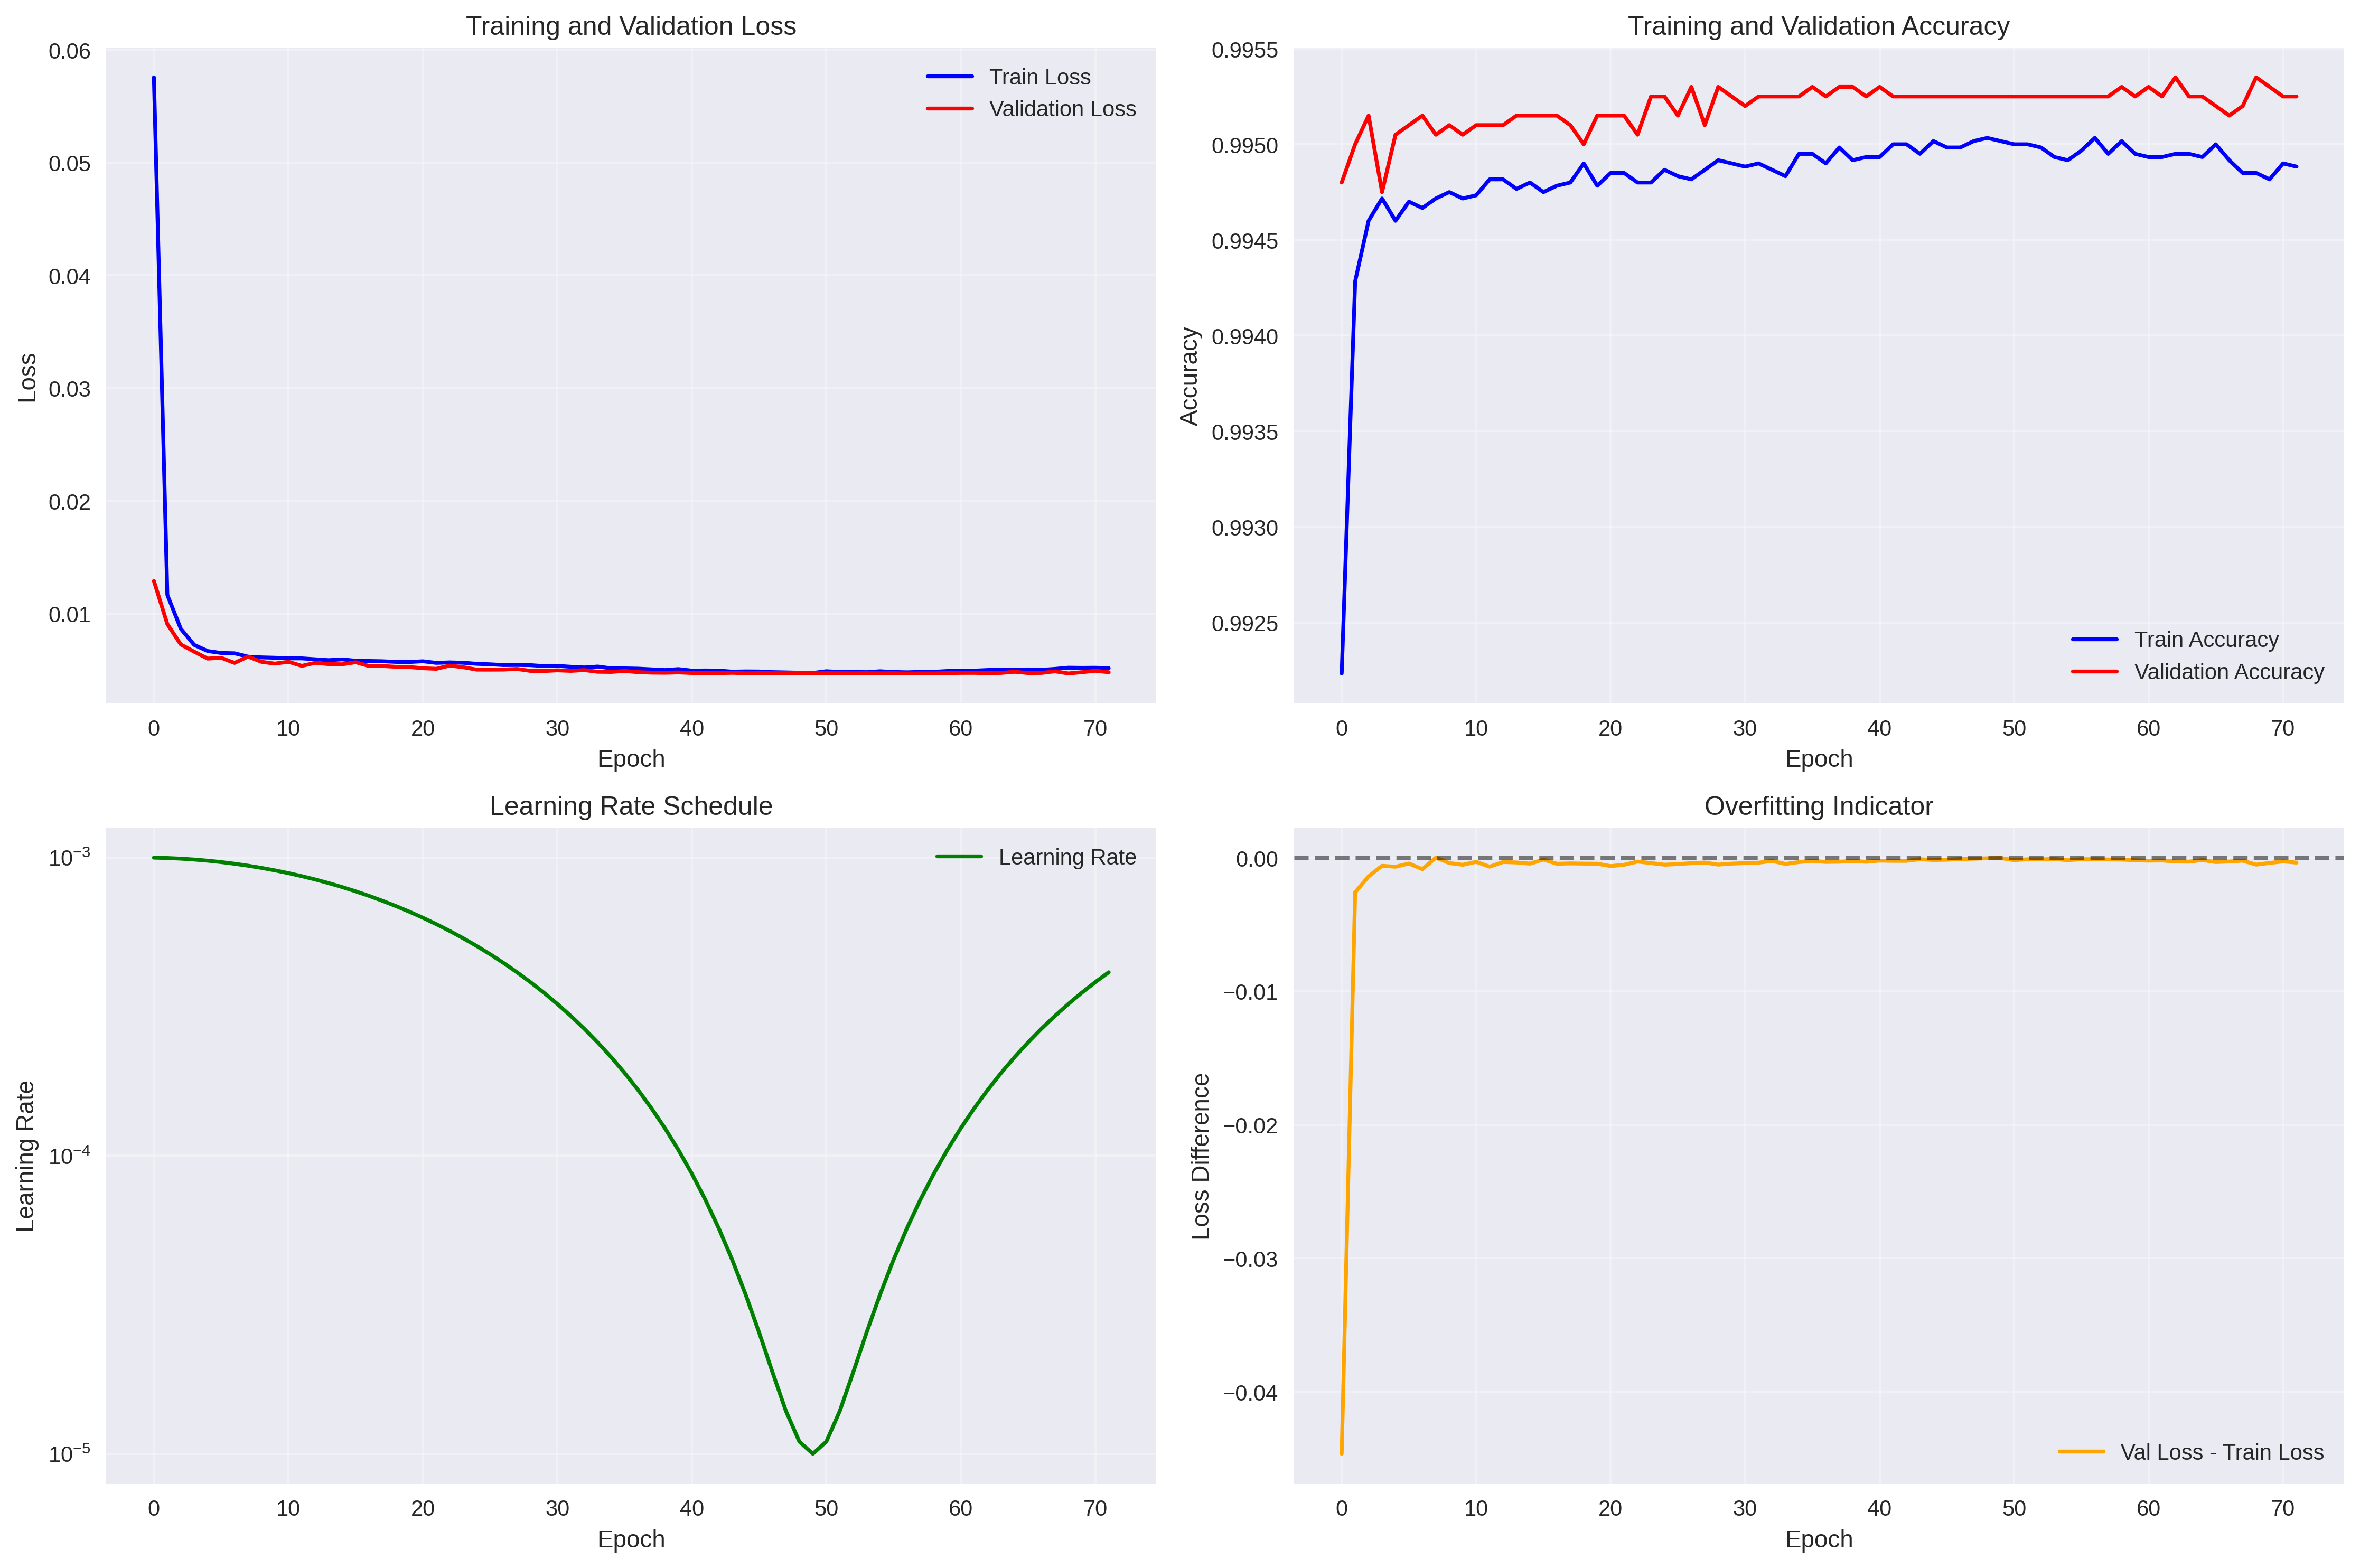 Training and Validation Loss
0.06
0.05
0.04
0.03
0.02
0.01
Loss
Train Loss
Validation Loss
0 10 20 30 40 50 60 70
Epoch
Training and Validation Accuracy
0.9955
0.9950
0.9945
0.9940
0.9935
0.9930
0.9925
Accuracy
Train Accuracy
Validation Accuracy
0 10 20 30 40 50 60 70
Epoch
Learning Rate Schedule
10⁻³
10⁻⁴
10⁻⁵
Learning Rate
Learning Rate
0 10 20 30 40 50 60 70
Epoch
Overfitting Indicator
0.00
−0.01
−0.02
−0.03
−0.04
Loss Difference
Val Loss - Train Loss
0 10 20 30 40 50 60 70
Epoch